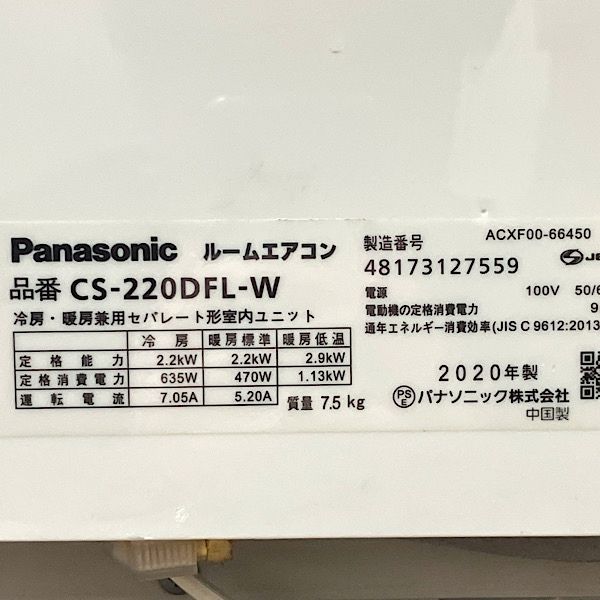 Panasonic ルームエアコン
品番 CS-220DFL-W
冷房・暖房兼用セパレート形室内ユニット
冷房 暖房標準 暖房低温
定格能力 2.2kW 2.2kW 2.9kW
定格消費電力 635W 470W 1.13kW
運転電流 7.05A 5.20A
質量 7.5 kg
ACXF00-66450
製造番号
48173127559
電源 100V 50/6
電動機の定格消費電力 9
通年エネルギー消費効率(JIS C 9612:2013
2020年製
PSE パナソニック株式会社
中国製